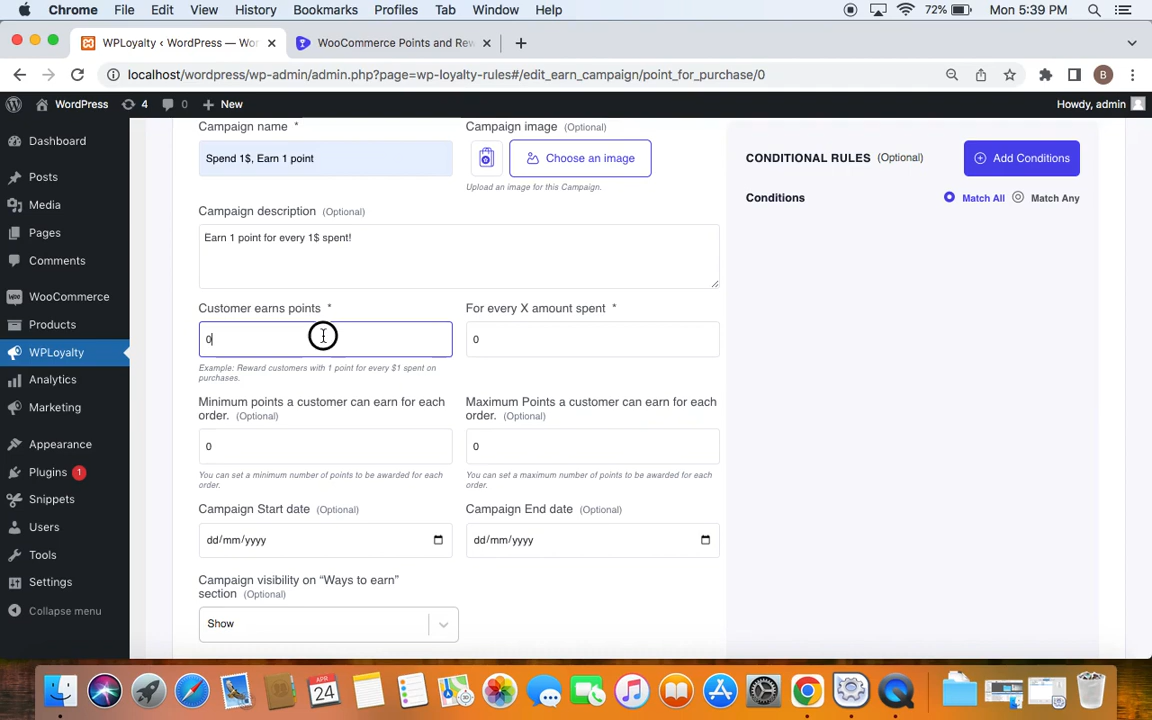 Chrome File Edit View History Bookmarks Profiles Tab Window Help 72% Mon 5:39 PM
WPLoyalty ‹ WordPress — Wor
WooCommerce Points and Rew
localhost/wordpress/wp-admin/admin.php?page=wp-loyalty-rules#/edit_earn_campaign/point_for_purchase/0 B
WordPress 4 0 New Howdy, admin
Dashboard
Posts
Media
Pages
Comments
WooCommerce
Products
WPLoyalty
Analytics
Marketing
Appearance
Plugins 1
Snippets
Users
Tools
Settings
Collapse menu
Campaign name *
Spend 1$, Earn 1 point
Campaign image (Optional)
Choose an image
Upload an image for this Campaign.
Campaign description (Optional)
Earn 1 point for every 1$ spent!
Customer earns points *
0
Example: Reward customers with 1 point for every $1 spent on
purchases.
For every X amount spent *
0
Minimum points a customer can earn for each
order. (Optional)
0
You can set a minimum number of points to be awarded for each
order.
Maximum Points a customer can earn for each
order. (Optional)
0
You can set a maximum number of points to be awarded for each
order.
Campaign Start date (Optional)
dd/mm/yyyy
Campaign End date (Optional)
dd/mm/yyyy
Campaign visibility on “Ways to earn”
section (Optional)
Show
CONDITIONAL RULES (Optional)
Add Conditions
Conditions
Match All
Match Any
APR
24